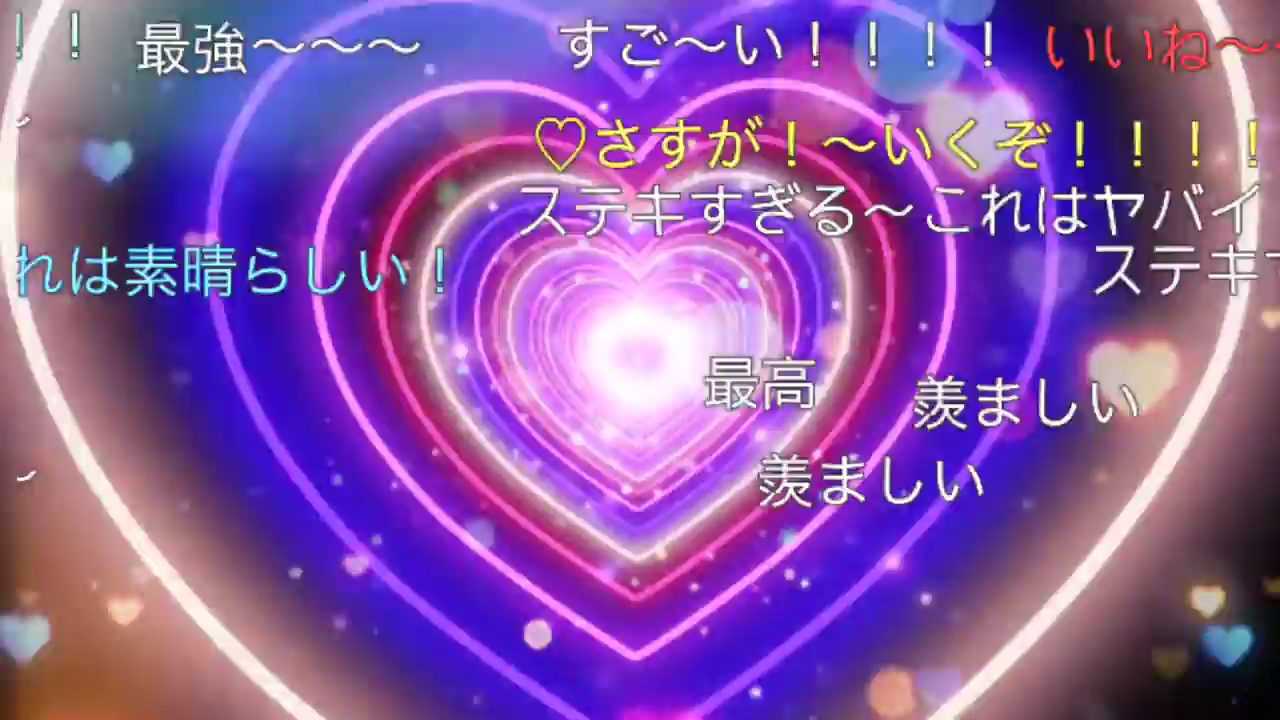 ！！ 最強〜〜〜 すご〜い！！！！ いいね〜
♡さすが！〜いくぞ！！！！
ステキすぎる〜これはヤバイ
れは素晴らしい！ ステキ
最高
羨ましい
羨ましい